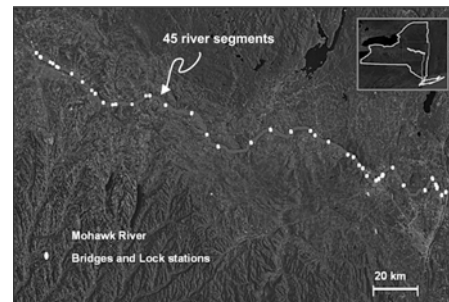 45 river segments
Mohawk River
Bridges and Lock stations
20 km